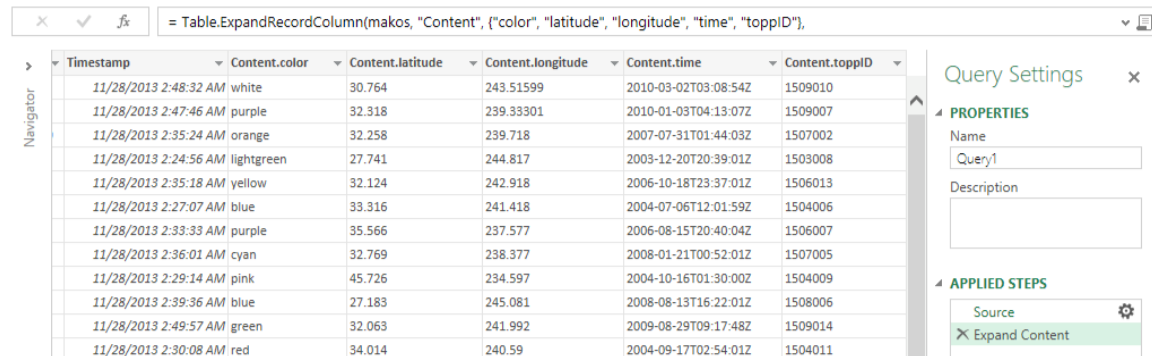 fx = Table.ExpandRecordColumn(makos, "Content", {"color", "latitude", "longitude", "time", "toppID"},
Navigator
Timestamp Content.color Content.latitude Content.longitude Content.time Content.toppID
11/28/2013 2:48:32 AM white 30.764 243.51599 2010-03-02T03:08:54Z 1509010
11/28/2013 2:47:46 AM purple 32.318 239.33301 2010-01-03T04:13:07Z 1509007
11/28/2013 2:35:24 AM orange 32.258 239.718 2007-07-31T01:44:03Z 1507002
11/28/2013 2:24:56 AM lightgreen 27.741 244.817 2003-12-20T20:39:01Z 1503008
11/28/2013 2:35:18 AM yellow 32.124 242.918 2006-10-18T23:37:01Z 1506013
11/28/2013 2:27:07 AM blue 33.316 241.418 2004-07-06T12:01:59Z 1504006
11/28/2013 2:33:33 AM purple 35.566 237.577 2006-08-15T20:40:04Z 1506007
11/28/2013 2:36:01 AM cyan 32.769 238.377 2008-01-21T00:52:01Z 1507005
11/28/2013 2:29:14 AM pink 45.726 234.597 2004-10-16T01:30:00Z 1504009
11/28/2013 2:39:36 AM blue 27.183 245.081 2008-08-13T16:22:01Z 1508006
11/28/2013 2:49:57 AM green 32.063 241.992 2009-08-29T09:17:48Z 1509014
11/28/2013 2:30:08 AM red 34.014 240.59 2004-09-17T02:54:01Z 1504011
Query Settings
PROPERTIES
Name
Query1
Description
APPLIED STEPS
Source
Expand Content